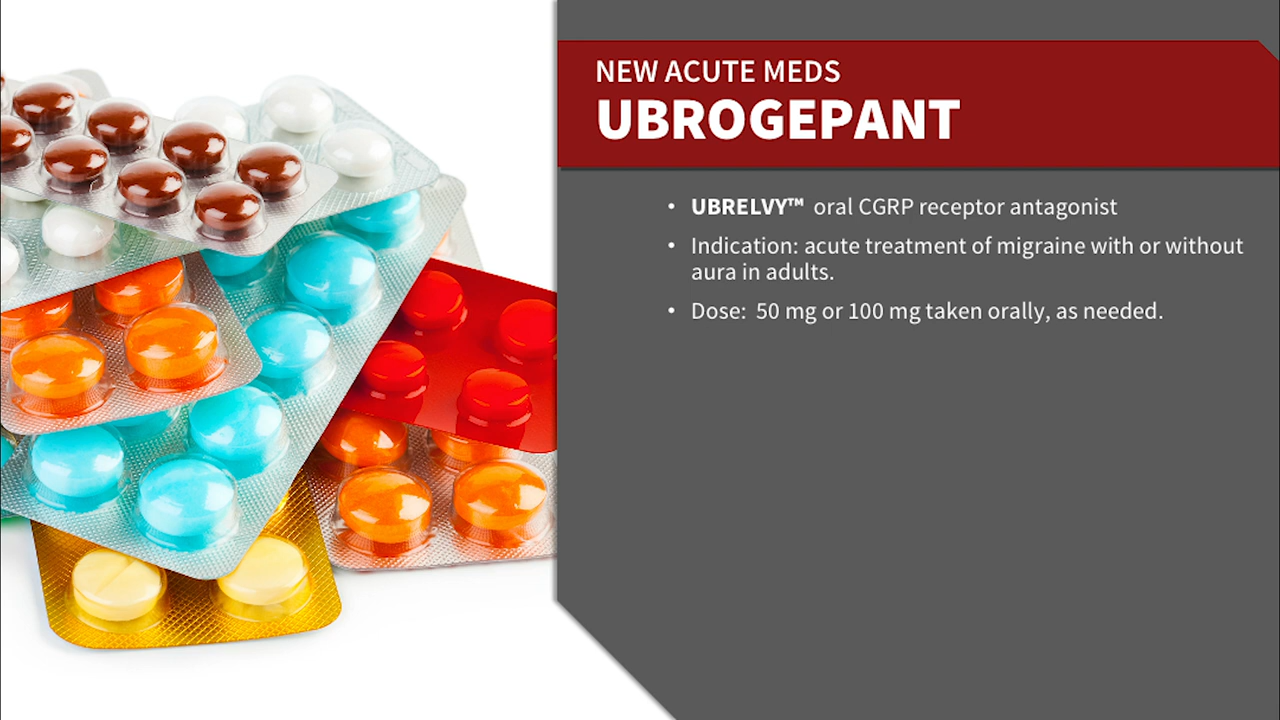 NEW ACUTE MEDS
UBROGEPANT
• UBRELVY™ oral CGRP receptor antagonist
• Indication: acute treatment of migraine with or without
aura in adults.
• Dose: 50 mg or 100 mg taken orally, as needed.